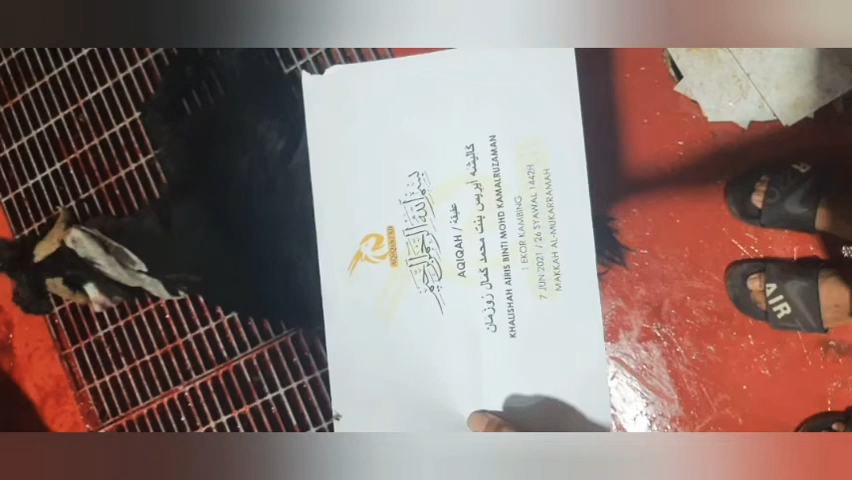 بسم الله الرحمن الرحيم
AQIQAH / عقيقة
كاليشه ايريس بنت محمد كمال روزمان
KHALISHAH AIRIS BINTI MOHD KAMALRUZAMAN
1 EKOR KAMBING
7 JUN 2021 / 26 SYAWAL 1442H
MAKKAH AL-MUKARRAMAH
AIR